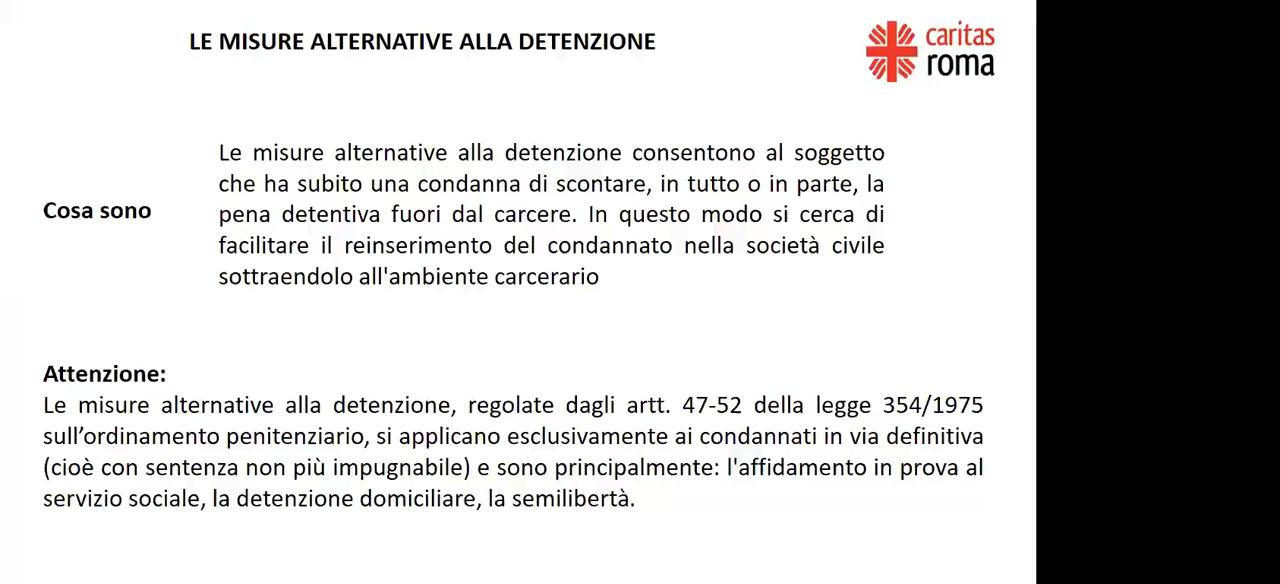 LE MISURE ALTERNATIVE ALLA DETENZIONE
caritas
roma
Cosa sono
Le misure alternative alla detenzione consentono al soggetto
che ha subito una condanna di scontare, in tutto o in parte, la
pena detentiva fuori dal carcere. In questo modo si cerca di
facilitare il reinserimento del condannato nella società civile
sottraendolo all'ambiente carcerario
Attenzione:
Le misure alternative alla detenzione, regolate dagli artt. 47-52 della legge 354/1975
sull’ordinamento penitenziario, si applicano esclusivamente ai condannati in via definitiva
(cioè con sentenza non più impugnabile) e sono principalmente: l'affidamento in prova al
servizio sociale, la detenzione domiciliare, la semilibertà.